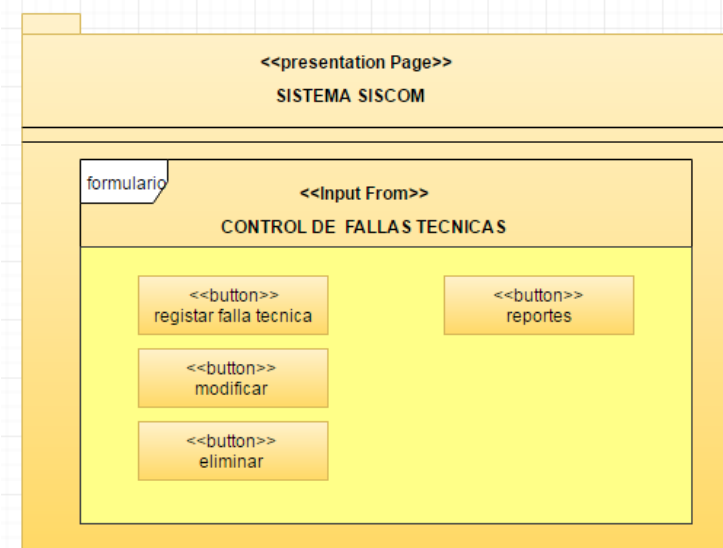 <<presentation Page>>
SISTEMA SISCOM
formulario
<<Input From>>
CONTROL DE FALLAS TECNICAS
<<button>>
registar falla tecnica
<<button>>
reportes
<<button>>
modificar
<<button>>
eliminar